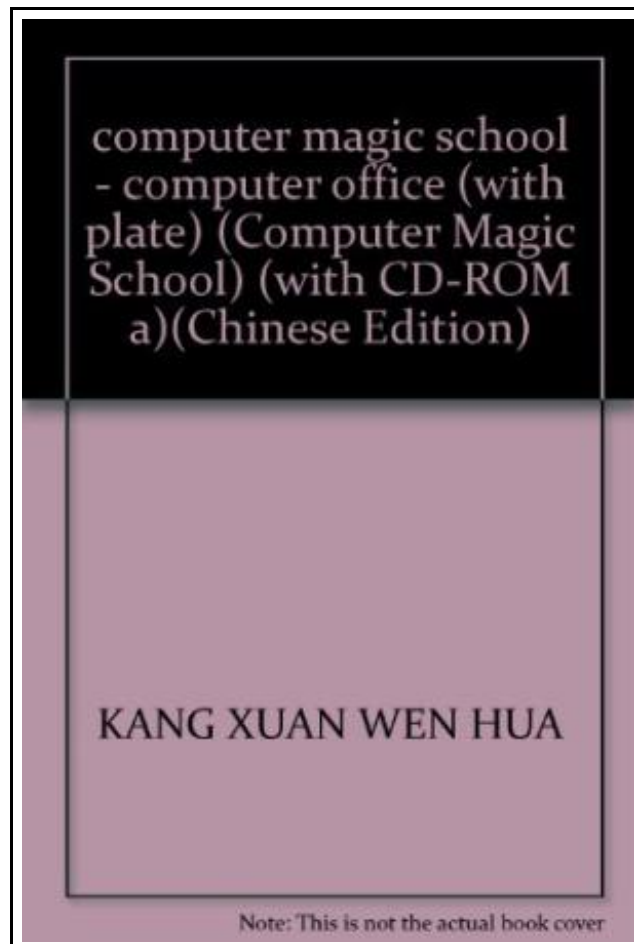 computer magic school
- computer office (with
plate) (Computer Magic
School) (with CD-ROM
a)(Chinese Edition)
KANG XUAN WEN HUA
Note: This is not the actual book cover